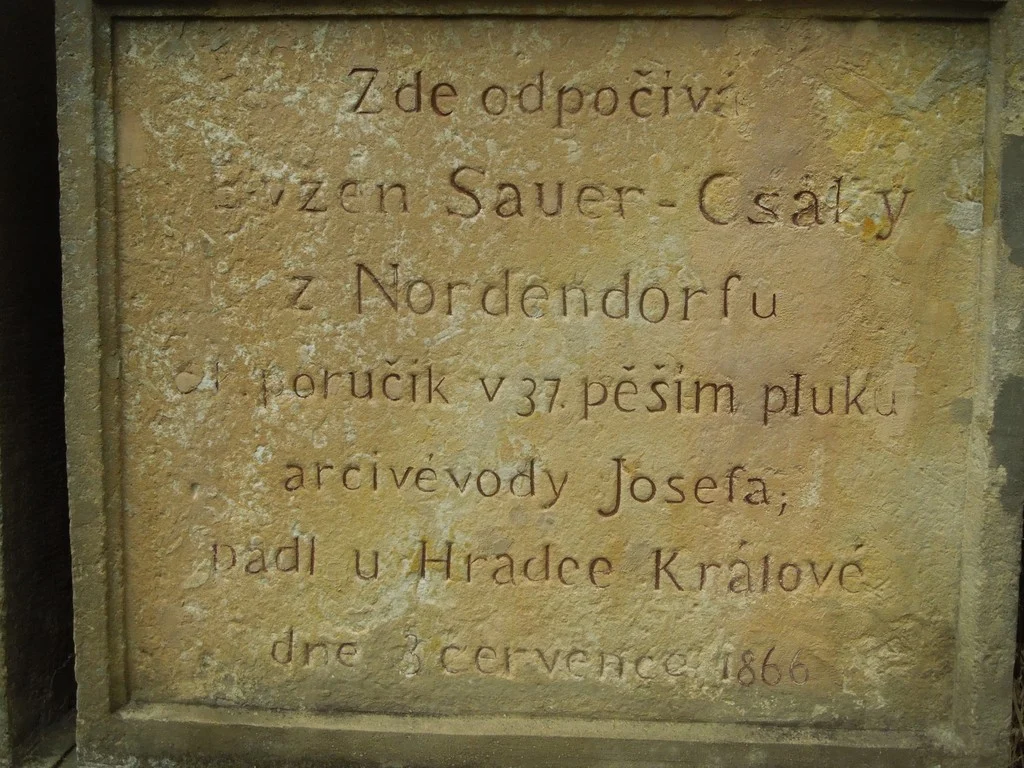 Zde odpočívá
Evžen Sauer - Csáky
z Nordendorfu
poručík v 37. pěším pluku
arcivévody Josefa,
padl u Hradce Králové
dne 3 července 1866